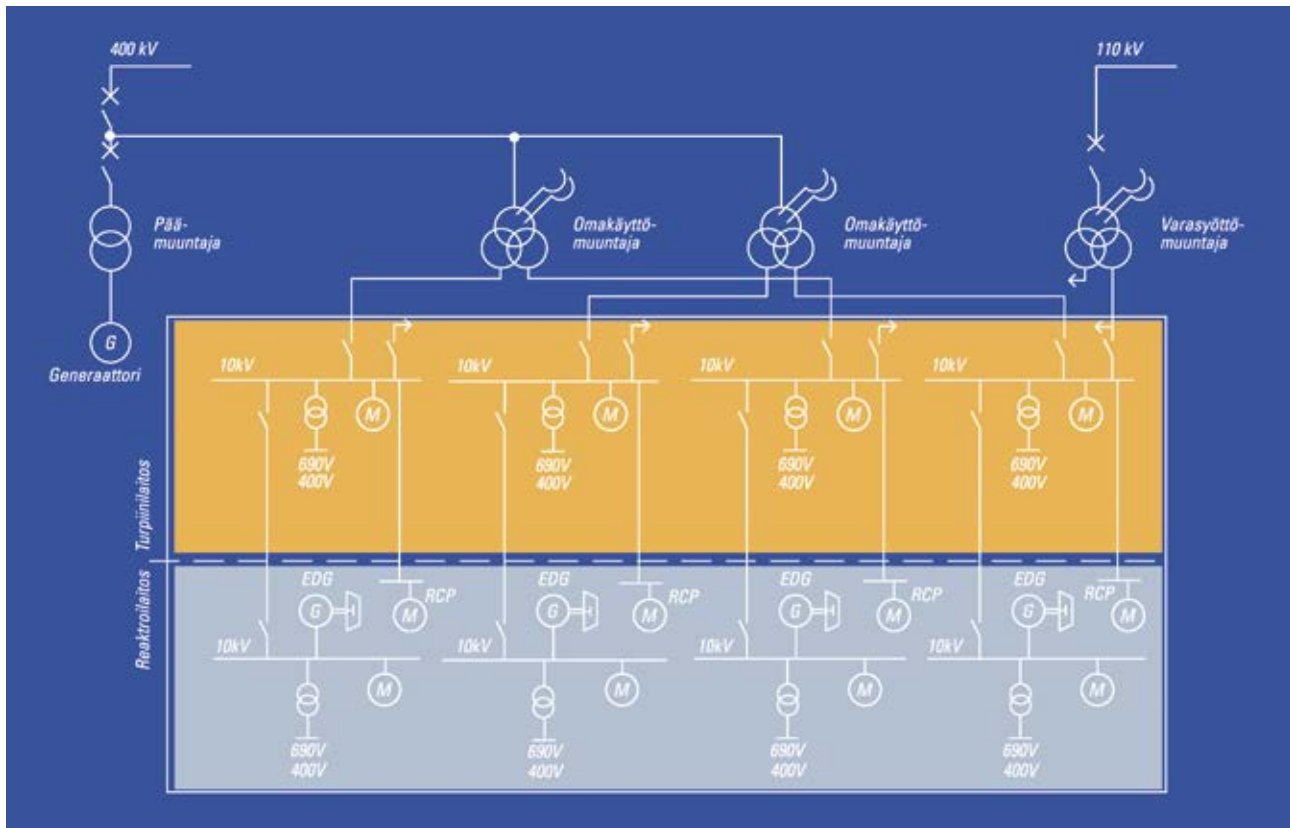 400 kV
110 kV
Pää-
muuntaja
Omakäyttö-
muuntaja
Omakäyttö-
muuntaja
Varasyöttö-
muuntaja
G
Generaattori
10kV
10kV
10kV
10kV
M
M
M
M
690V
400V
690V
400V
690V
400V
690V
400V
Turpiinilaitos
Reaktroilaitos
EDG
EDG
EDG
EDG
G
G
G
G
RCP
RCP
RCP
RCP
M
M
M
M
10kV
10kV
10kV
10kV
M
M
M
M
690V
400V
690V
400V
690V
400V
690V
400V